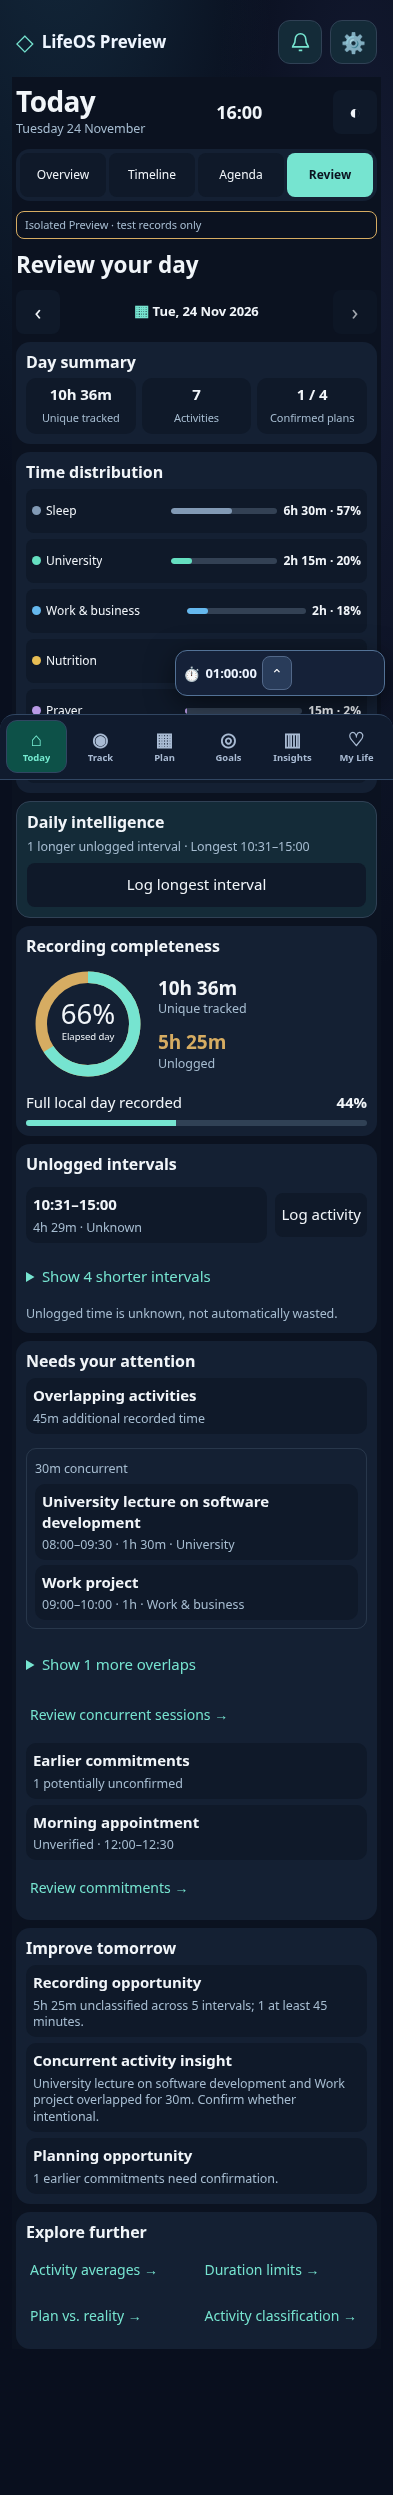 LifeOS Preview
Today
Tuesday 24 November
16:00
Overview
Timeline
Agenda
Review
Isolated Preview · test records only
Review your day
‹
Tue, 24 Nov 2026
›
Day summary
10h 36m
Unique tracked
7
Activities
1 / 4
Confirmed plans
Time distribution
Sleep
6h 30m · 57%
University
2h 15m · 20%
Work & business
2h · 18%
Nutrition
01:00:00
Prayer
15m · 2%
Today
Track
Plan
Goals
Insights
My Life
Daily intelligence
1 longer unlogged interval · Longest 10:31–15:00
Log longest interval
Recording completeness
66%
Elapsed day
10h 36m
Unique tracked
5h 25m
Unlogged
Full local day recorded
44%
Unlogged intervals
10:31–15:00
4h 29m · Unknown
Log activity
▶ Show 4 shorter intervals
Unlogged time is unknown, not automatically wasted.
Needs your attention
Overlapping activities
45m additional recorded time
30m concurrent
University lecture on software
development
08:00–09:30 · 1h 30m · University
Work project
09:00–10:00 · 1h · Work & business
▶ Show 1 more overlaps
Review concurrent sessions →
Earlier commitments
1 potentially unconfirmed
Morning appointment
Unverified · 12:00–12:30
Review commitments →
Improve tomorrow
Recording opportunity
5h 25m unclassified across 5 intervals; 1 at least 45
minutes.
Concurrent activity insight
University lecture on software development and Work
project overlapped for 30m. Confirm whether
intentional.
Planning opportunity
1 earlier commitments need confirmation.
Explore further
Activity averages →
Duration limits →
Plan vs. reality →
Activity classification →